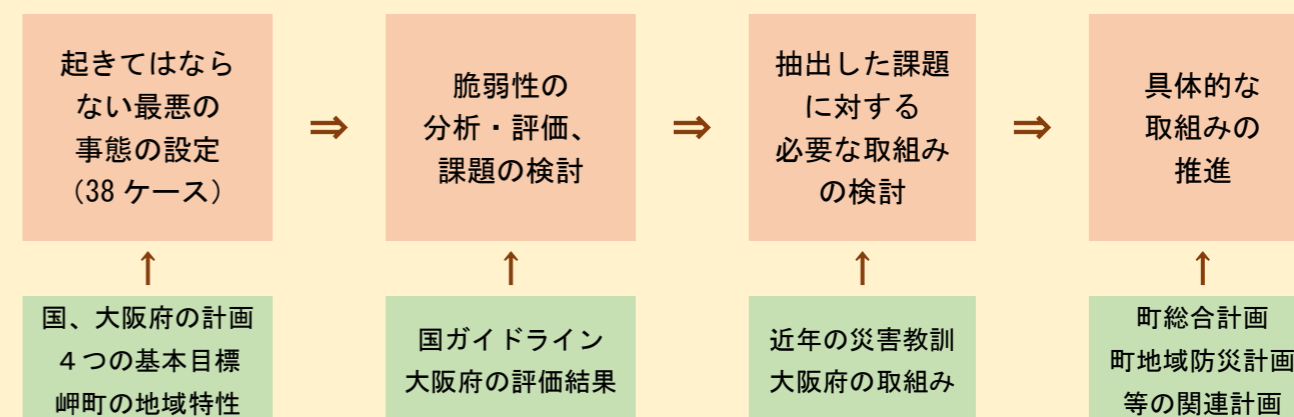 起きてはなら
ない最悪の
事態の設定
（38 ケース）
⇒
脆弱性の
分析・評価、
課題の検討
⇒
抽出した課題
に対する
必要な取組み
の検討
⇒
具体的な
取組みの
推進
↑
↑
↑
↑
国、大阪府の計画
４つの基本目標
岬町の地域特性
国ガイドライン
大阪府の評価結果
近年の災害教訓
大阪府の取組み
町総合計画
町地域防災計画
等の関連計画